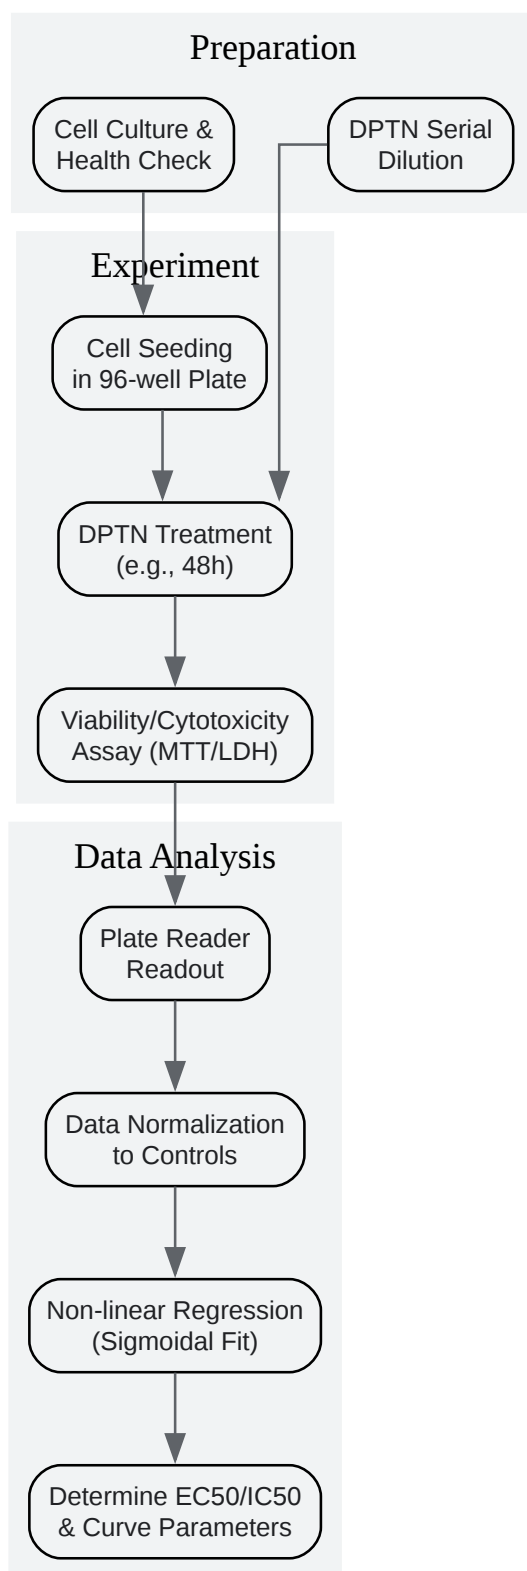 Preparation
Cell Culture &
Health Check
DPTN Serial
Dilution
Experiment
Cell Seeding
in 96-well Plate
DPTN Treatment
(e.g., 48h)
Viability/Cytotoxicity
Assay (MTT/LDH)
Data Analysis
Plate Reader
Readout
Data Normalization
to Controls
Non-linear Regression
(Sigmoidal Fit)
Determine EC50/IC50
& Curve Parameters